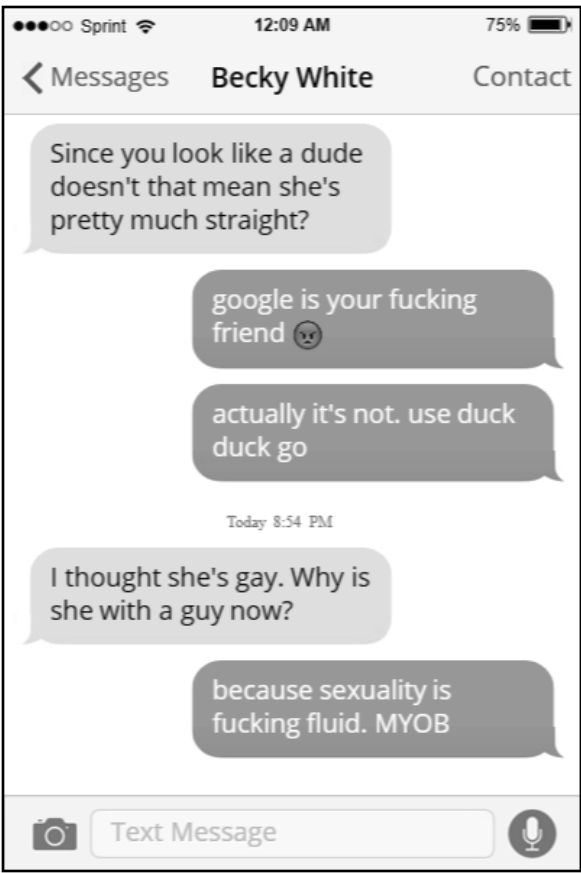 Sprint 12:09 AM 75%
Messages Becky White Contact
Since you look like a dude
doesn't that mean she's
pretty much straight?
google is your fucking
friend
actually it's not. use duck
duck go
Today 8:54 PM
I thought she's gay. Why is
she with a guy now?
because sexuality is
fucking fluid. MYOB
Text Message